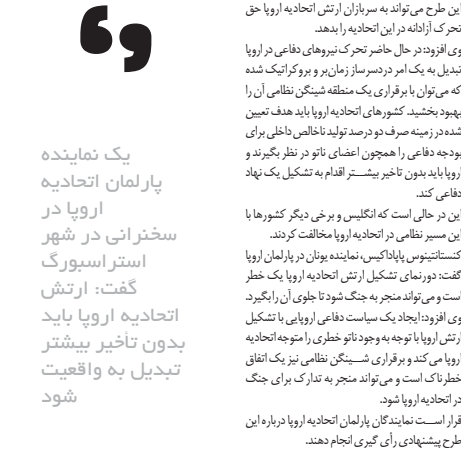 این طرح می‌تواند به سربازان ارتش اتحادیه اروپا حق
تحرک آزادانه در این اتحادیه را بدهد.
وی افزود: در حال حاضر تحرک نیروهای دفاعی در اروپا
تبدیل به یک امر دردسرساز زمان‌بر و بروکراتیک شده
که می‌توان با برقراری یک منطقه شینگن نظامی آن را
بهبود بخشید. کشورهای اتحادیه اروپا باید هدف تعیین
شده در زمینه صرف دو درصد تولید ناخالص داخلی برای
بودجه دفاعی را همچون اعضای ناتو در نظر بگیرند و
اروپا باید بدون تاخیر بیشتر اقدام به تشکیل یک نهاد
دفاعی کند.
این در حالی است که انگلیس و برخی دیگر کشورها با
این مسیر نظامی در اتحادیه اروپا مخالفت کردند.
کنستانتینوس پاپاداکیس، نماینده یونان در پارلمان اروپا
گفت: دورنمای تشکیل ارتش اتحادیه اروپا یک خطر
است و می‌تواند منجر به جنگ شود تا جلوی آن را بگیرد.
وی افزود: ایجاد یک سیاست دفاعی اروپایی با تشکیل
ارتش اروپا با توجه به وجود ناتو خطری را متوجه اتحادیه
اروپا می‌کند و برقراری شینگن نظامی نیز یک اتفاق
خطرناک است و می‌تواند منجر به تدارک برای جنگ
در اتحادیه اروپا شود.
قرار است نمایندگان پارلمان اتحادیه اروپا درباره این
طرح پیشنهادی رأی گیری انجام دهند.
یک نماینده
پارلمان اتحادیه
اروپا در
سخنرانی در شهر
استراسبورگ
گفت: ارتش
اتحادیه اروپا باید
بدون تأخیر بیشتر
تبدیل به واقعیت
شود